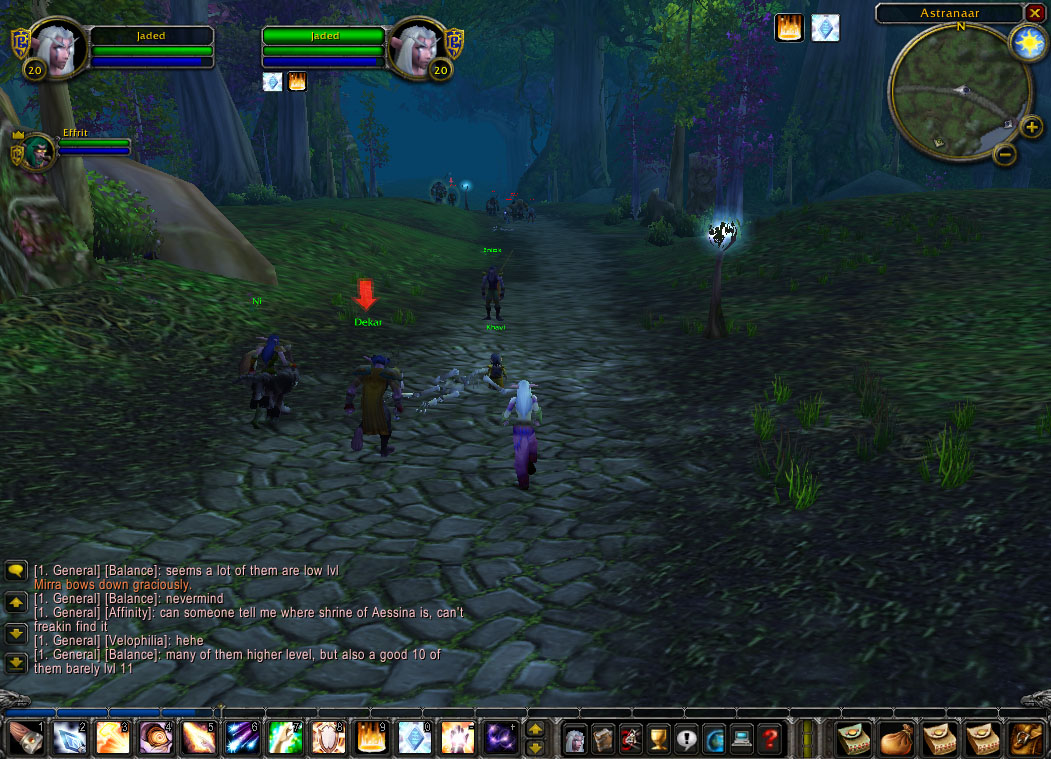 Jaded
20
Jaded
20
Astranaar
N
Effrit
Ni
Dekar
Khavi
[1. General] [Balance]: seems a lot of them are low lvl
Mirra bows down graciously.
[1. General] [Balance]: nevermind
[1. General] [Affinity]: can someone tell me where shrine of Aessina is, can't
freakin find it
[1. General] [Velophilia]: hehe
[1. General] [Balance]: many of them higher level, but also a good 10 of
them barely lvl 11
1 2 3 4 5 6 7 8 9 0 - +